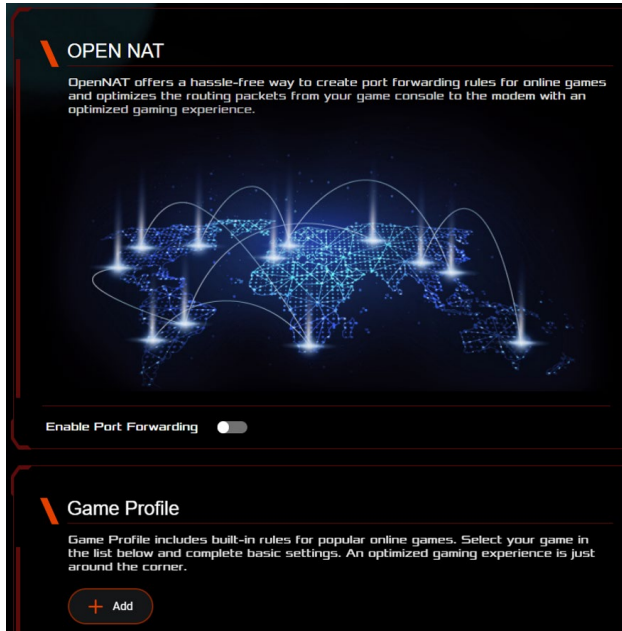 OPEN NAT
OpenNAT offers a hassle-free way to create port forwarding rules for online games
and optimizes the routing packets from your game console to the modem with an
optimized gaming experience.
Enable Port Forwarding
Game Profile
Game Profile includes built-in rules for popular online games. Select your game in
the list below and complete basic settings. An optimized gaming experience is just
around the corner.
+ Add